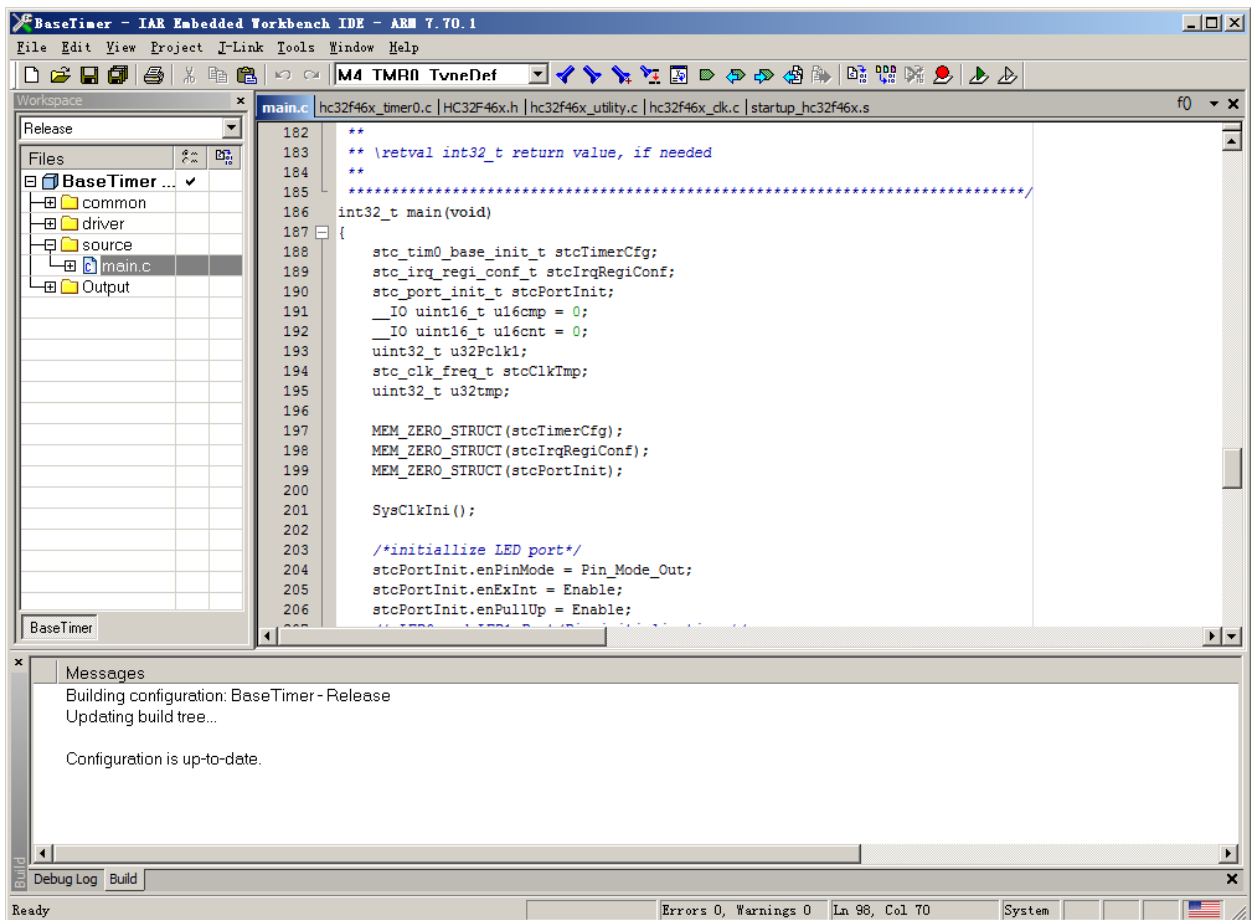 BaseTimer - IAR Embedded Workbench IDE - ARM 7.70.1
File Edit View Project J-Link Tools Window Help
M4_TMR0_TypeDef
Workspace
Release
Files
BaseTimer ...
common
driver
source
main.c
Output
BaseTimer
main.c hc32f46x_timer0.c | HC32F46x.h | hc32f46x_utility.c | hc32f46x_clk.c | startup_hc32f46x.s f()
182 **
183 ** \retval int32_t return value, if needed
184 **
185 ******************************************************************************/
186 int32_t main(void)
187 {
188 stc_tim0_base_init_t stcTimerCfg;
189 stc_irq_regi_conf_t stcIrqRegiConf;
190 stc_port_init_t stcPortInit;
191 __IO uint16_t u16cmp = 0;
192 __IO uint16_t u16cnt = 0;
193 uint32_t u32Pclk1;
194 stc_clk_freq_t stcClkTmp;
195 uint32_t u32tmp;
196
197 MEM_ZERO_STRUCT(stcTimerCfg);
198 MEM_ZERO_STRUCT(stcIrqRegiConf);
199 MEM_ZERO_STRUCT(stcPortInit);
200
201 SysClkIni();
202
203 /*initiallize LED port*/
204 stcPortInit.enPinMode = Pin_Mode_Out;
205 stcPortInit.enExInt = Enable;
206 stcPortInit.enPullUp = Enable;
Messages
Building configuration: BaseTimer - Release
Updating build tree...
Configuration is up-to-date.
Build
Debug Log Build
Ready Errors 0, Warnings 0 Ln 98, Col 70 System